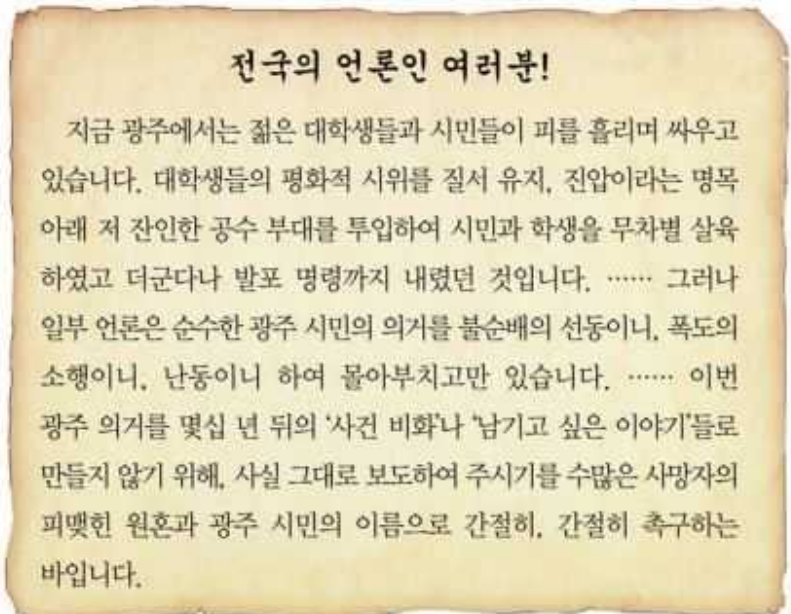 전국의 언론인 여러분!
지금 광주에서는 젊은 대학생들과 시민들이 피를 흘리며 싸우고
있습니다. 대학생들의 평화적 시위를 질서 유지, 진압이라는 명목
아래 저 잔인한 공수 부대를 투입하여 시민과 학생을 무차별 살육
하였고 더군다나 발포 명령까지 내렸던 것입니다. …… 그러나
일부 언론은 순수한 광주 시민의 의거를 불순배의 선동이니, 폭도의
소행이니, 난동이니 하여 몰아부치고만 있습니다. …… 이번
광주 의거를 몇십 년 뒤의 ‘사건 비화’나 ‘남기고 싶은 이야기’들로
만들지 않기 위해, 사실 그대로 보도하여 주시기를 수많은 사망자의
피맺힌 원혼과 광주 시민의 이름으로 간절히, 간절히 촉구하는
바입니다.